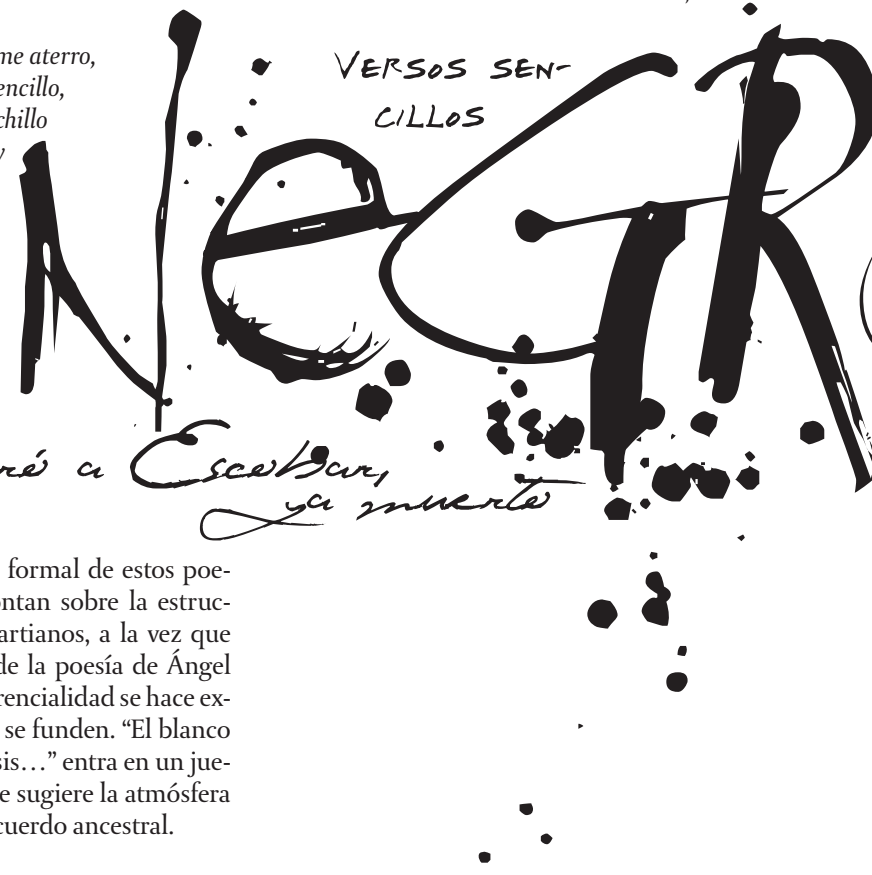 me aterro,
encillo,
chillo
y
VERSOS SEN-
CILLOS
NeGR
ré a Escobar,
ya muerto
formal de estos poe-
ontan sobre la estruc-
artianos, a la vez que
de la poesía de Ángel
rencialidad se hace ex-
se funden. “El blanco
sis…” entra en un jue-
e sugiere la atmósfera
cuerdo ancestral.